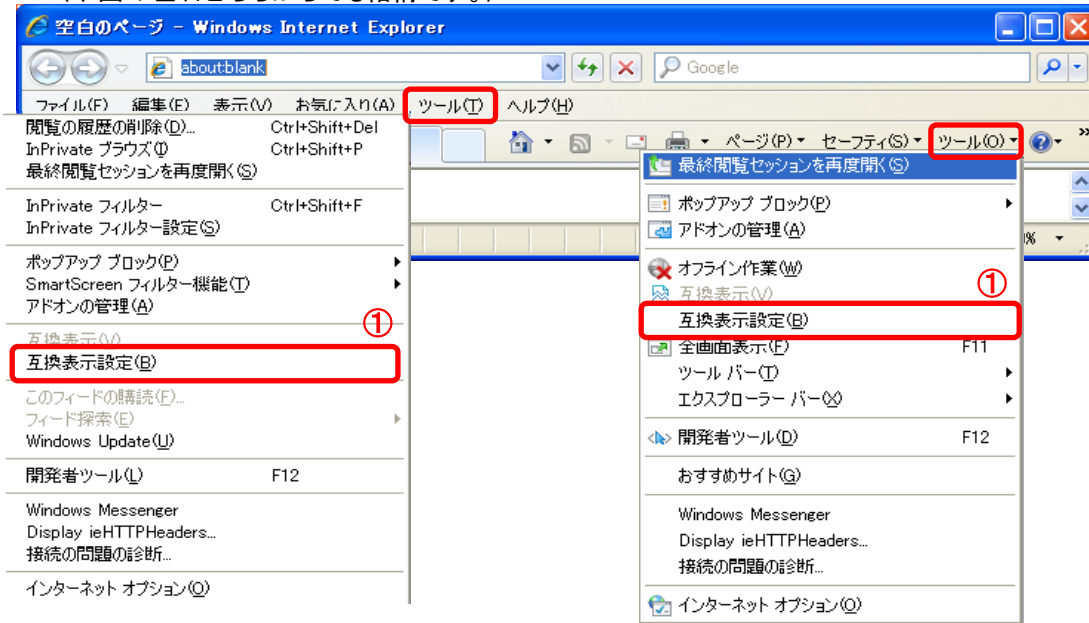 空白のページ - Windows Internet Explorer
about:blank
Google
ファイル(F) 編集(E) 表示(V) お気に入り(A) ツール(T) ヘルプ(H)
ページ(P) セーフティ(S) ツール(O)
閲覧の履歴の削除(D)... Ctrl+Shift+Del
InPrivate ブラウズ(I) Ctrl+Shift+P
最終閲覧セッションを再度開く(S)
InPrivate フィルター Ctrl+Shift+F
InPrivate フィルター設定(S)
ポップアップ ブロック(P)
SmartScreen フィルター機能(T)
アドオンの管理(A)
①
互換表示(V)
互換表示設定(B)
このフィードの購読(F)...
フィード探索(E)
Windows Update(U)
開発者ツール(L) F12
Windows Messenger
Display ieHTTPHeaders...
接続の問題の診断...
インターネット オプション(O)
最終閲覧セッションを再度開く(S)
ポップアップ ブロック(P)
アドオンの管理(A)
オフライン作業(W)
①
互換表示(V)
互換表示設定(B)
全画面表示(F) F11
ツール バー(T)
エクスプローラー バー(X)
開発者ツール(D) F12
おすすめサイト(G)
Windows Messenger
Display ieHTTPHeaders...
接続の問題の診断...
インターネット オプション(O)